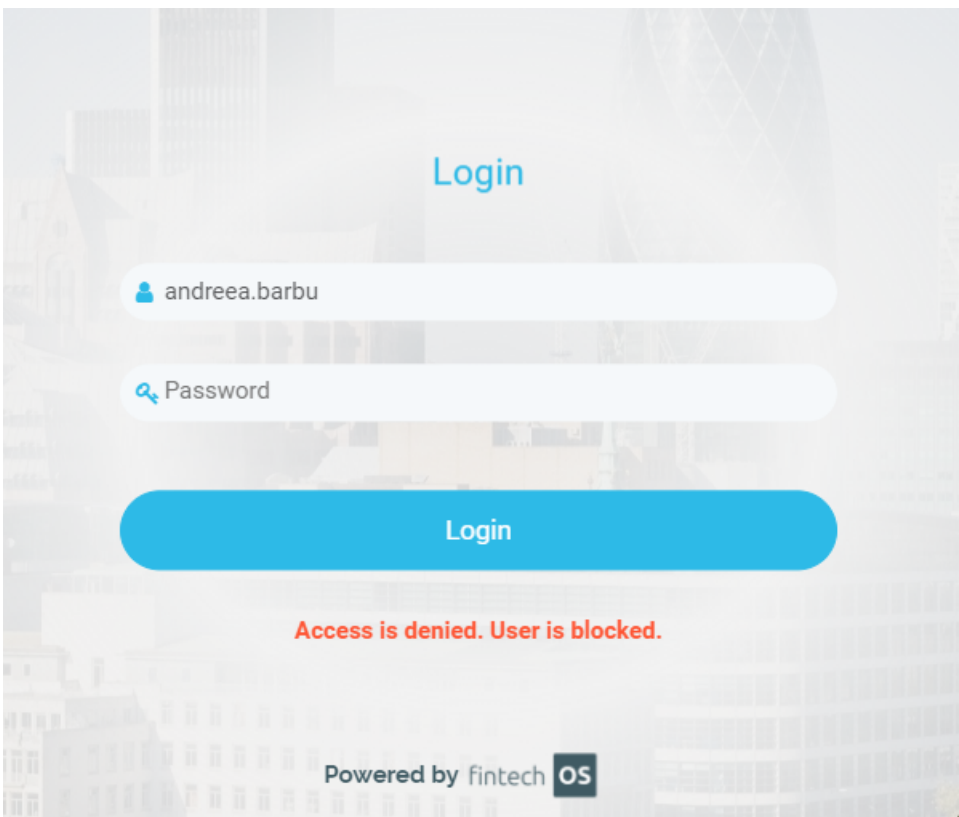 Login
andreea.barbu
Password
Login
Access is denied. User is blocked.
Powered by fintech OS